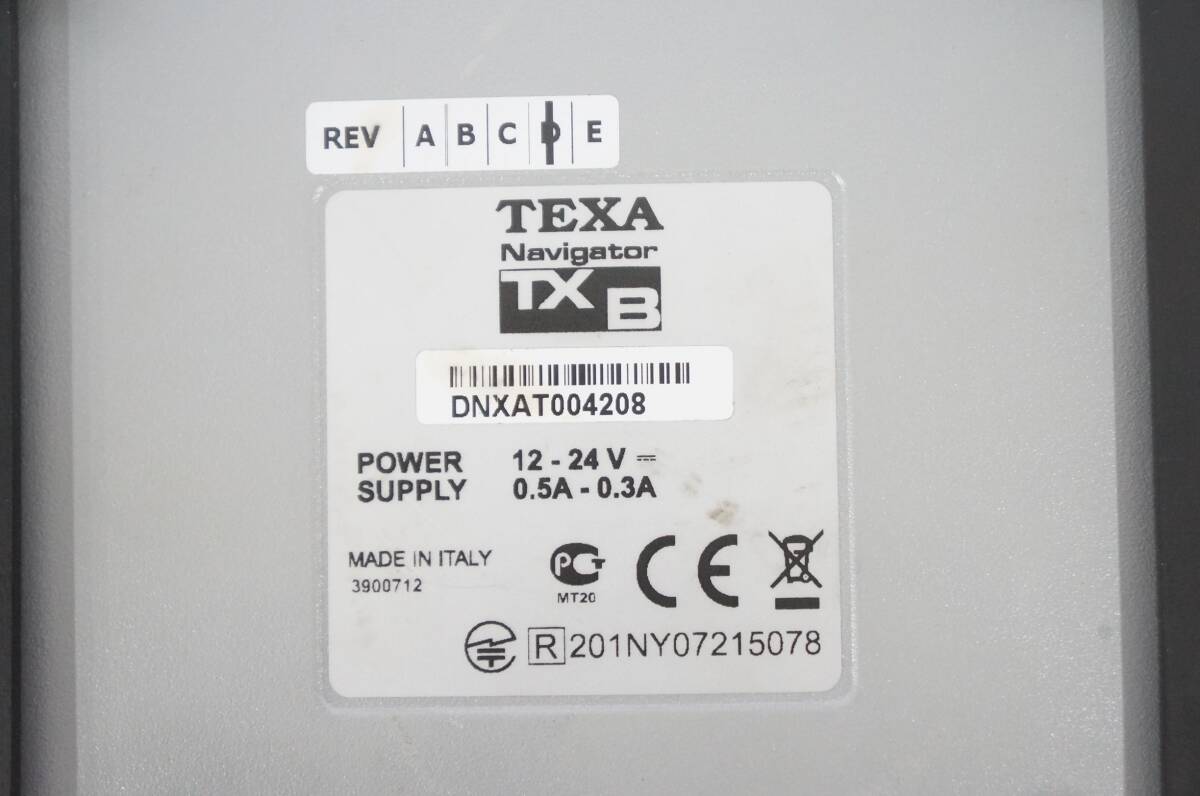 REV A B C D E
TEXA
Navigator
TX B
DNXAT004208
POWER SUPPLY 12 - 24 V ⎓
0.5A - 0.3A
MADE IN ITALY
3900712
PCT
MT20
CE
R 201NY07215078